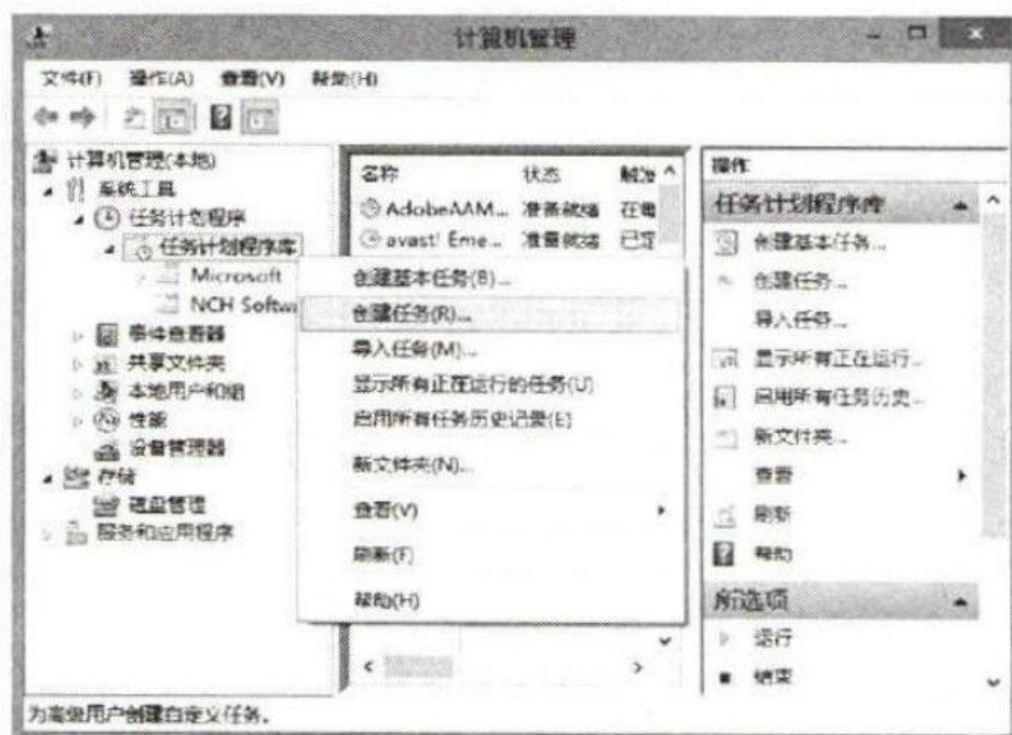 计算机管理
文件(F) 操作(A) 查看(V) 帮助(H)
计算机管理(本地)
系统工具
任务计划程序
任务计划程序库
Microsoft
NCH Softwa
事件查看器
共享文件夹
本地用户和组
性能
设备管理器
存储
磁盘管理
服务和应用程序
名称 状态 触发
AdobeAAM... 准备就绪 在每
avast! Eme... 准备就绪 已定
创建基本任务(B)...
创建任务(R)...
导入任务(M)...
显示所有正在运行的任务(U)
启用所有任务历史记录(E)
新文件夹(N)...
查看(V)
刷新(F)
帮助(H)
操作
任务计划程序库
创建基本任务...
创建任务...
导入任务...
显示所有正在运行...
启用所有任务历史...
新文件夹...
查看
刷新
帮助
所选项
运行
结束
为高级用户创建自定义任务。